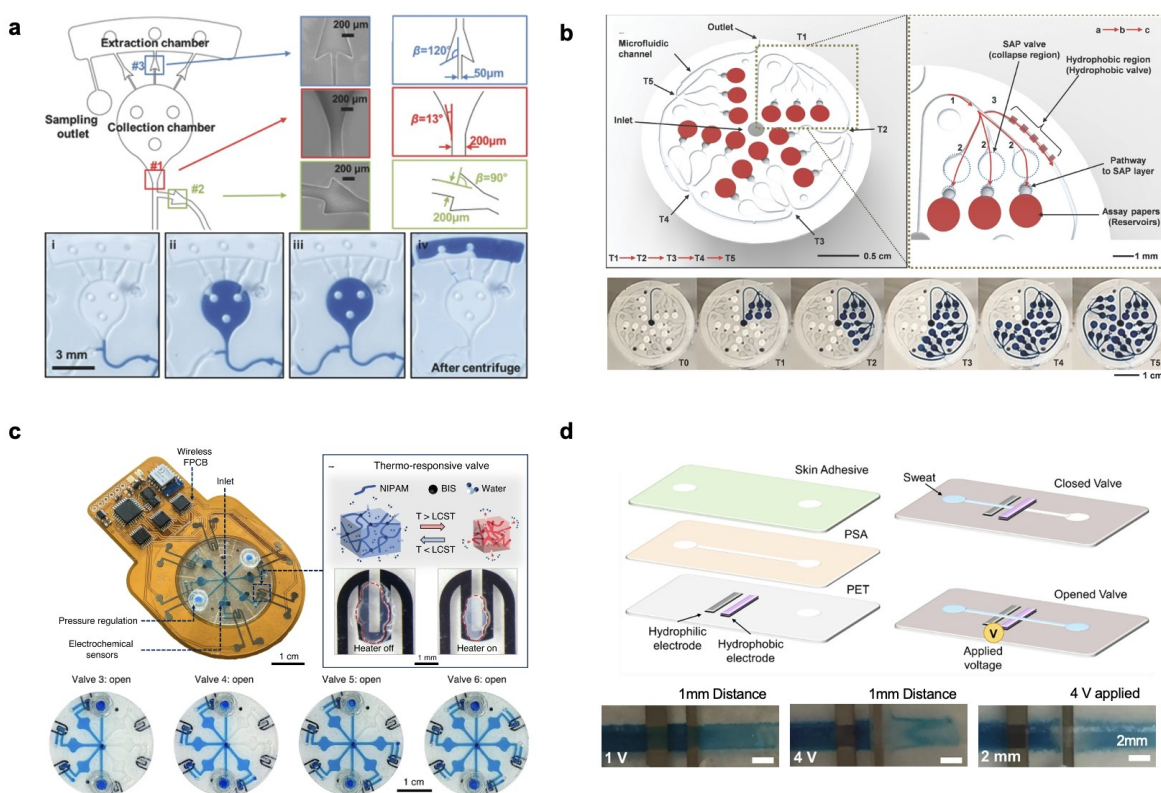 a
Extraction chamber
#3
Sampling outlet
Collection chamber
#1
#2
200 μm
200 μm
200 μm
β=120°
50μm
β=13°
200μm
β=90°
200μm
i
ii
iii
iv
3 mm
After centrifuge
b
Outlet
T1
Microfluidic channel
T5
Inlet
T2
T4
T3
T1 → T2 → T3 → T4 → T5
0.5 cm
a → b → c
SAP valve
(collapse region)
Hydrophobic region
(Hydrophobic valve)
1
3
2
2
2
Pathway
to SAP layer
Assay papers
(Reservoirs)
1 mm
T0
T1
T2
T3
T4
T5
1 cm
c
Wireless
FPCB
Inlet
Pressure regulation
Electrochemical
sensors
1 cm
Thermo-responsive valve
NIPAM
BIS
Water
T > LCST
T < LCST
Heater off
Heater on
1 mm
Valve 3: open
Valve 4: open
Valve 5: open
Valve 6: open
1 cm
d
Skin Adhesive
PSA
PET
Hydrophilic
electrode
Hydrophobic
electrode
Sweat
Closed Valve
Opened Valve
V
Applied
voltage
1mm Distance
1mm Distance
4 V applied
1 V
4 V
2 mm
2mm